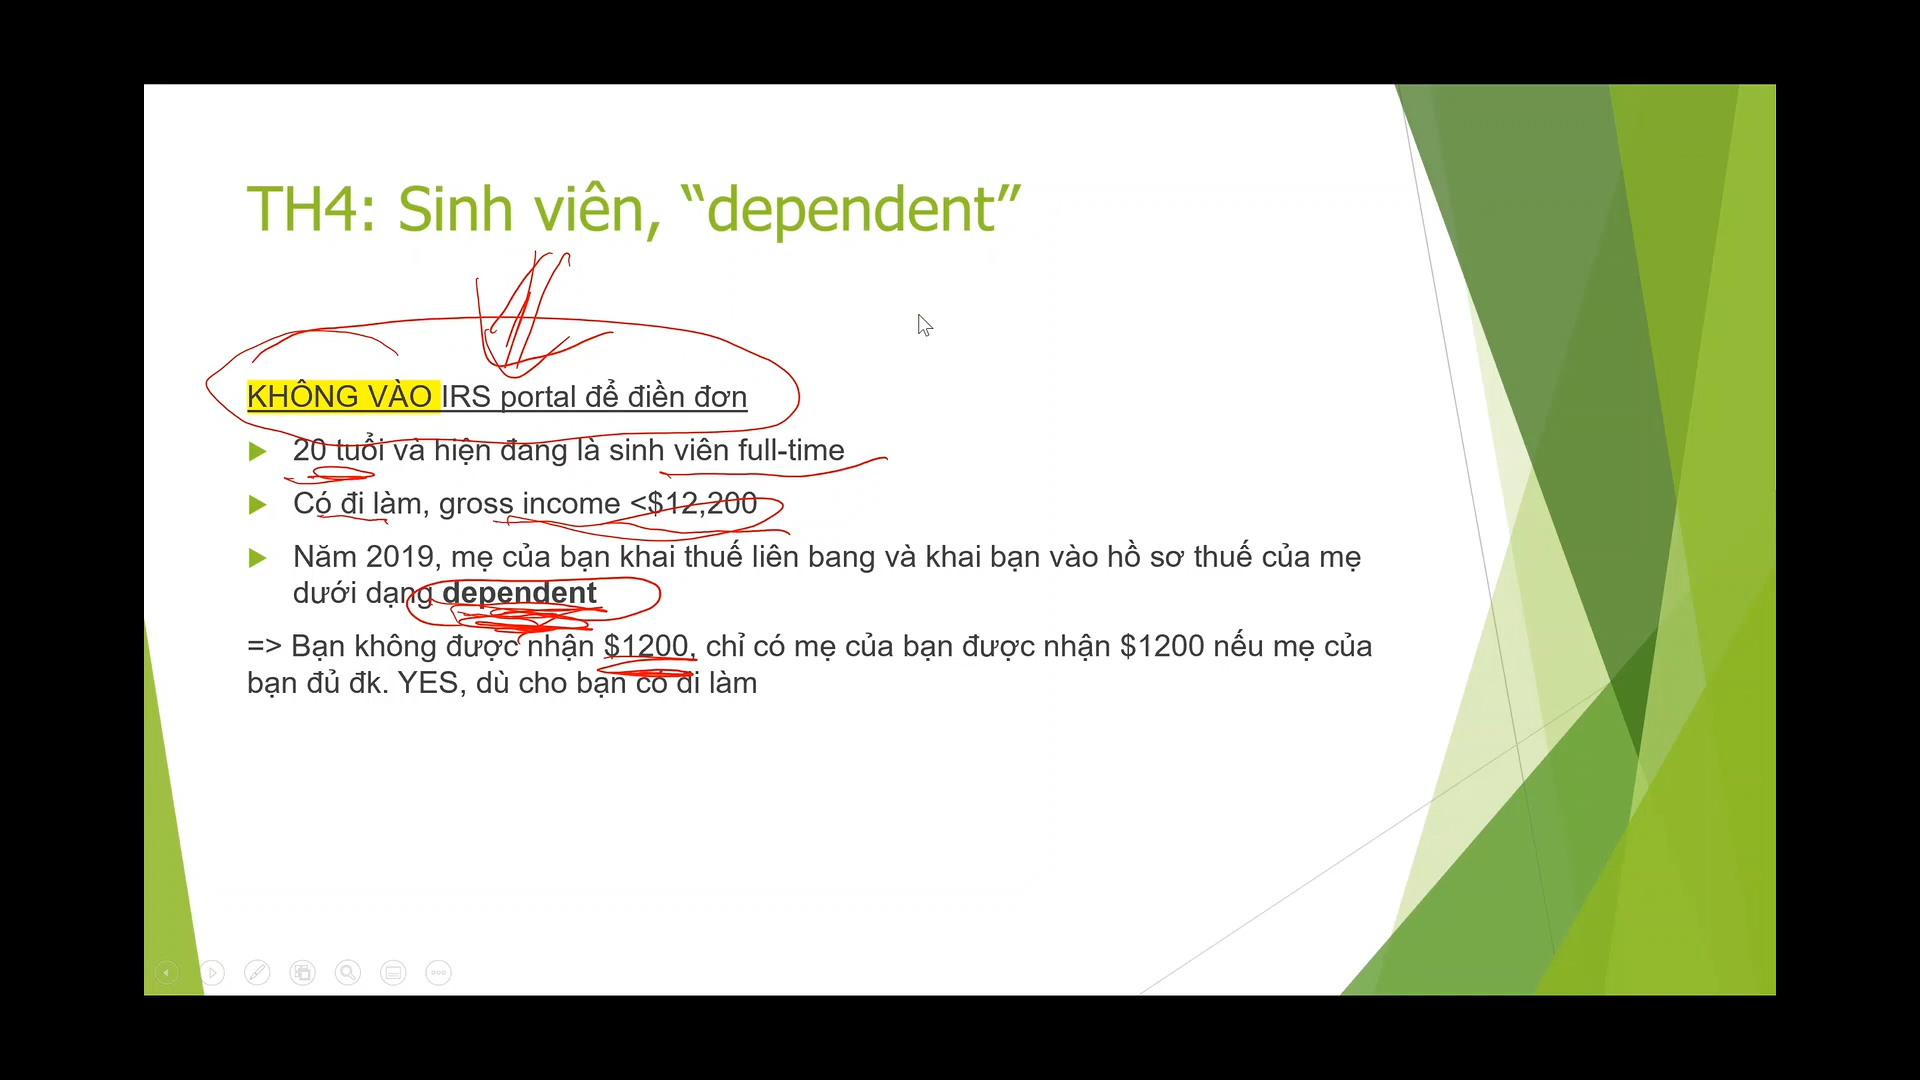 TH4: Sinh viên, “dependent”
KHÔNG VÀO IRS portal để điền đơn
20 tuổi và hiện đang là sinh viên full-time
Có đi làm, gross income <$12,200
Năm 2019, mẹ của bạn khai thuế liên bang và khai bạn vào hồ sơ thuế của mẹ
dưới dạng dependent
=> Bạn không được nhận $1200, chỉ có mẹ của bạn được nhận $1200 nếu mẹ của
bạn đủ đk. YES, dù cho bạn có đi làm